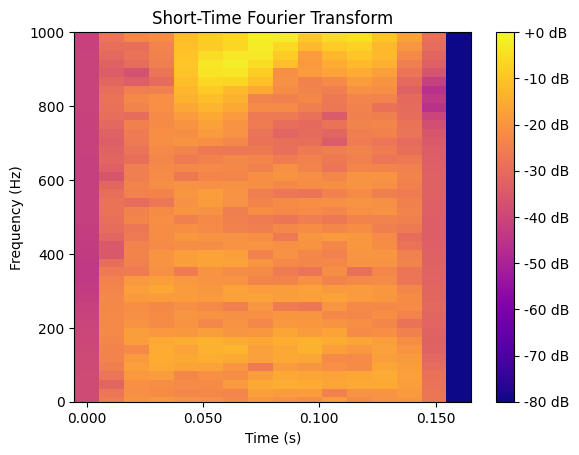 Short-Time Fourier Transform
1000
800
600
400
200
0
Frequency (Hz)
0.000
0.050
0.100
0.150
Time (s)
+0 dB
-10 dB
-20 dB
-30 dB
-40 dB
-50 dB
-60 dB
-70 dB
-80 dB